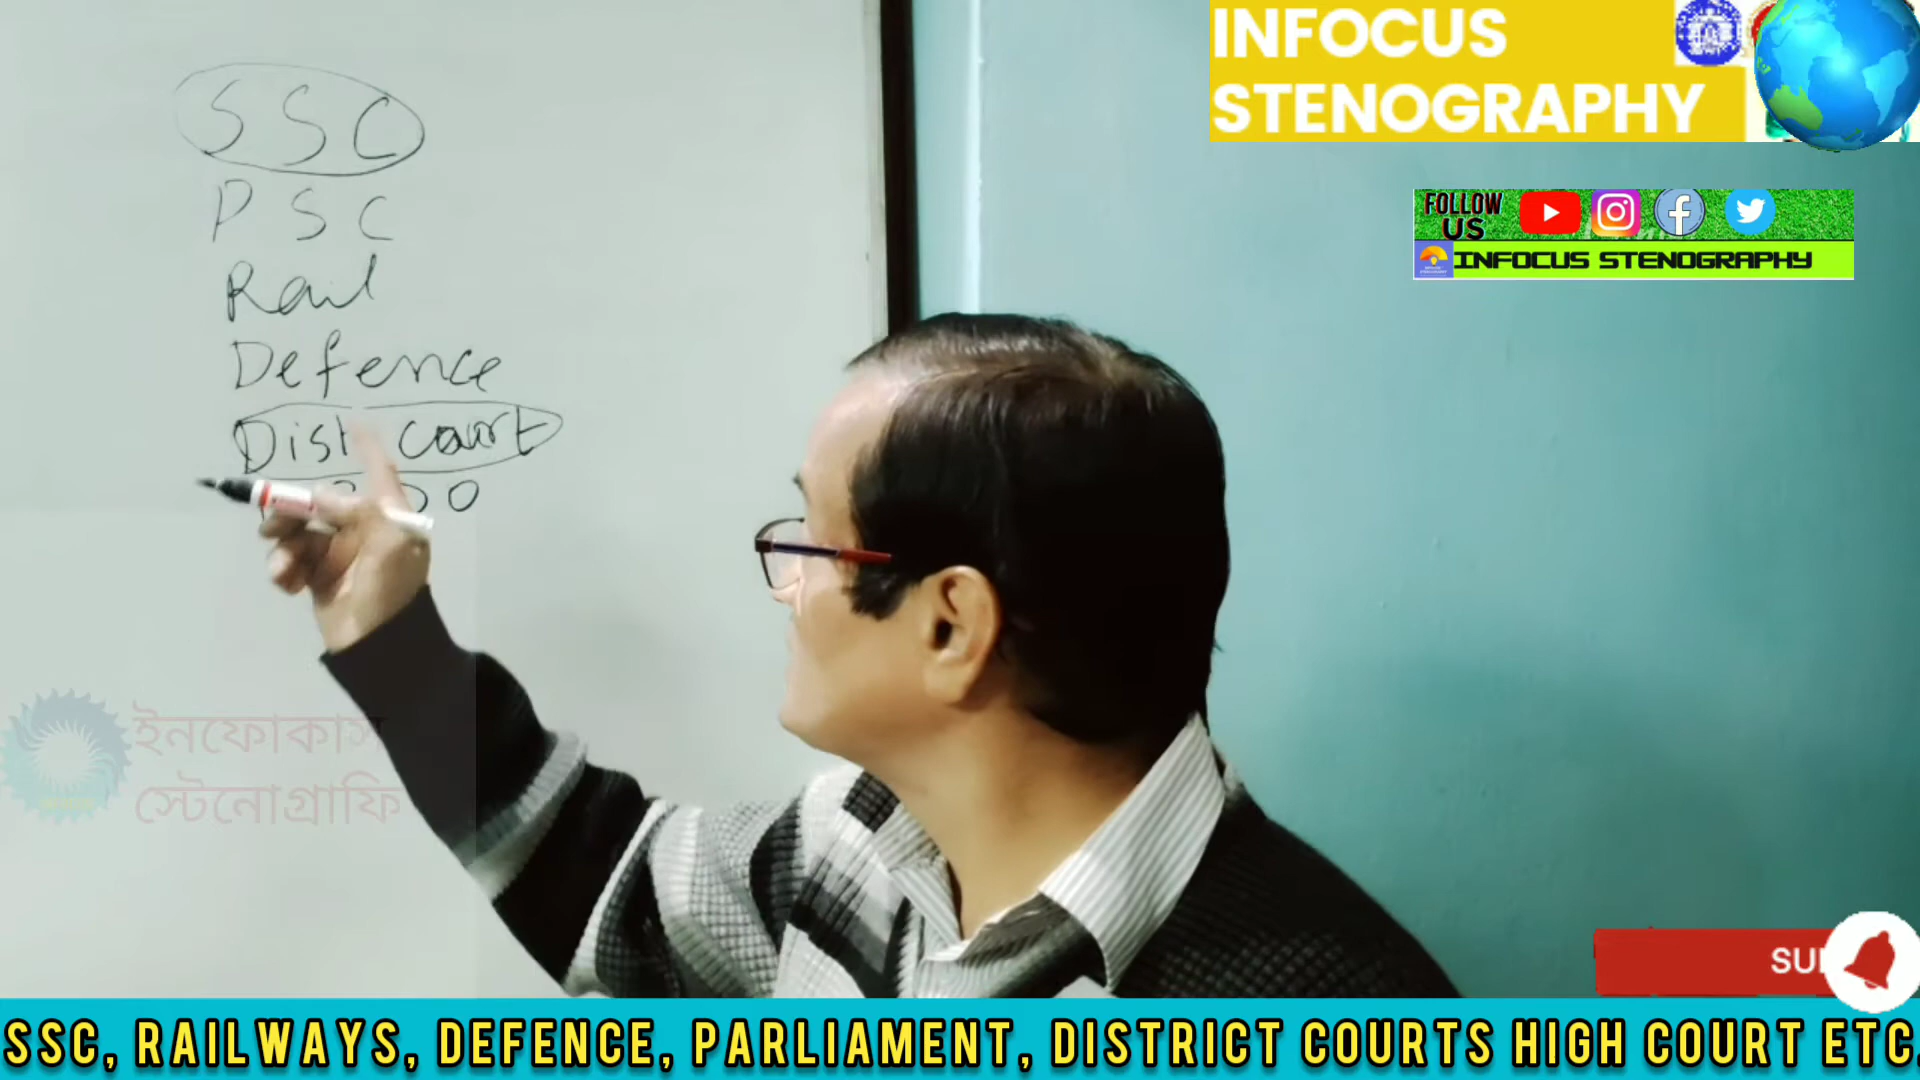 SSC
PSC
Rail
Defence
Dist court
INFOCUS
STENOGRAPHY
FOLLOW
US
INFOCUS STENOGRAPHY
ইনফোকাস
স্টেনোগ্রাফি
SSC, RAILWAYS, DEFENCE, PARLIAMENT, DISTRICT COURTS HIGH COURT ETC.